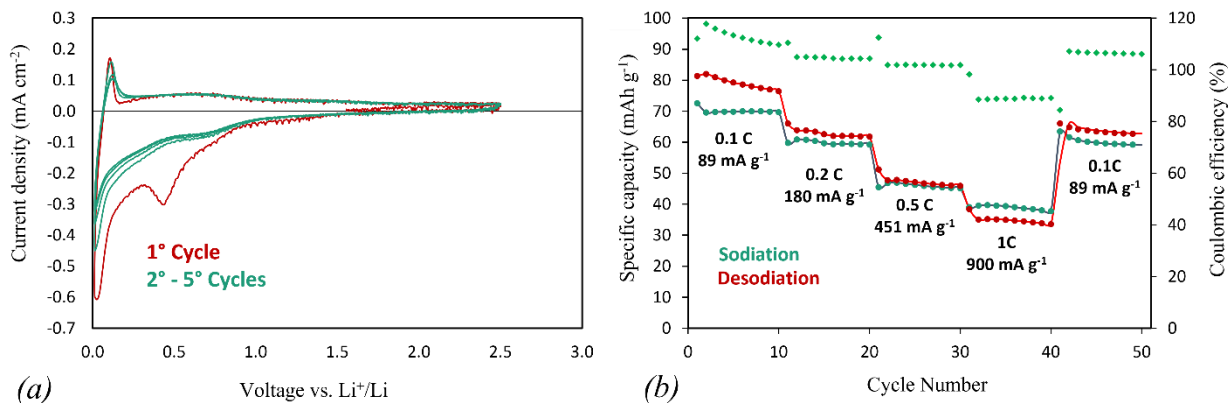 0.3
0.2
0.1
0.0
-0.1
-0.2
-0.3
-0.4
-0.5
-0.6
-0.7
Current density (mA cm-2)
1° Cycle
2° - 5° Cycles
0.0 0.5 1.0 1.5 2.0 2.5 3.0
Voltage vs. Li+/Li
(a)
100
90
80
70
60
50
40
30
20
10
0
Specific capacity (mAh g-1)
0.1 C
89 mA g-1
0.2 C
180 mA g-1
0.5 C
451 mA g-1
1C
900 mA g-1
0.1C
89 mA g-1
Sodiation
Desodiation
120
100
80
60
40
20
0
Coulombic efficiency (%)
0 10 20 30 40 50
Cycle Number
(b)